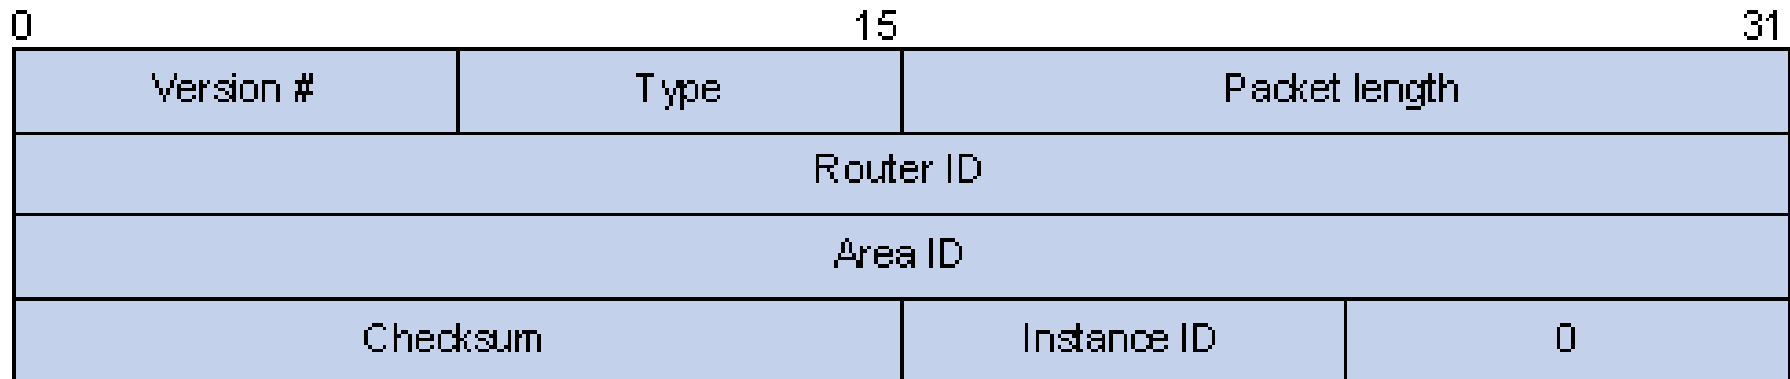 0 15 31
Version # Type Packet length
Router ID
Area ID
Checksum Instance ID 0